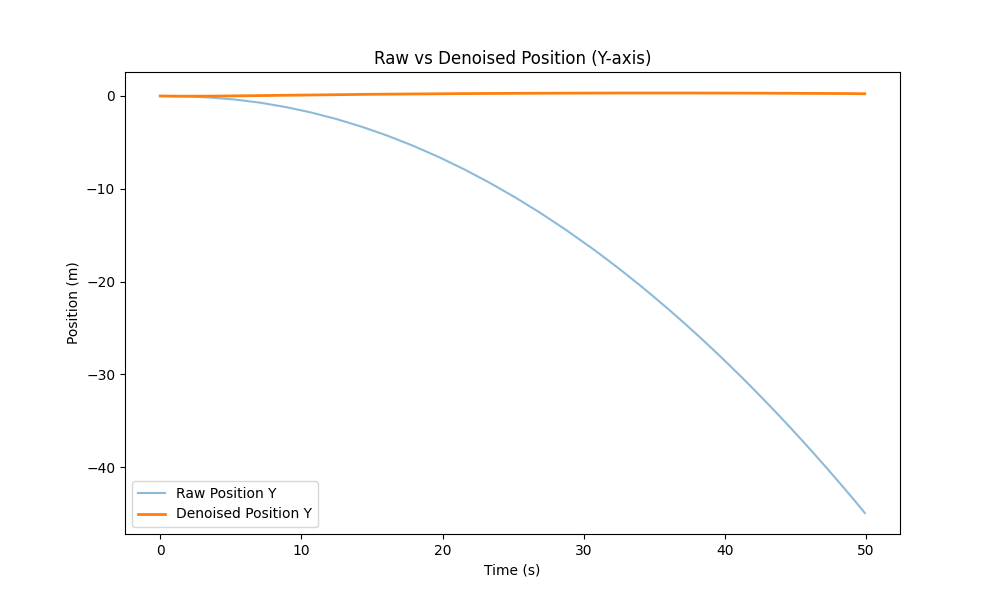 Raw vs Denoised Position (Y-axis)
Position (m)
0
−10
−20
−30
−40
Raw Position Y
Denoised Position Y
0 10 20 30 40 50
Time (s)